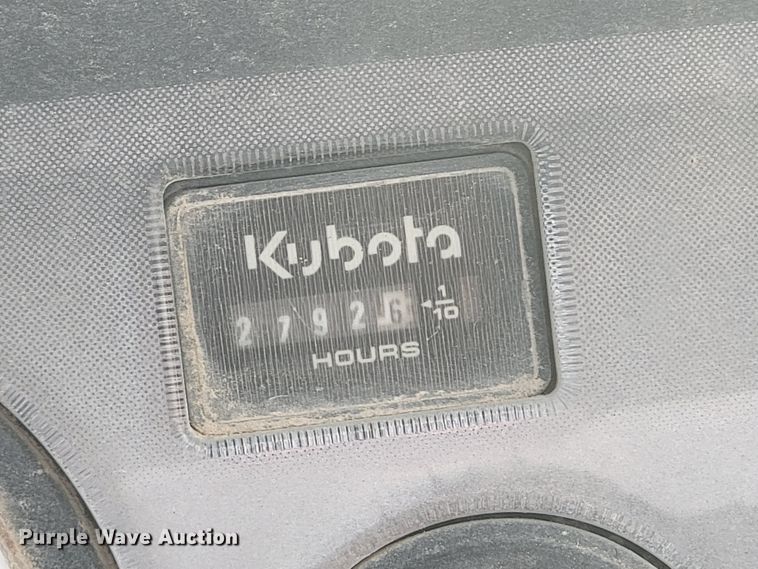 Kubota
2 7 9 2 6 1/10
HOURS
Purple Wave Auction